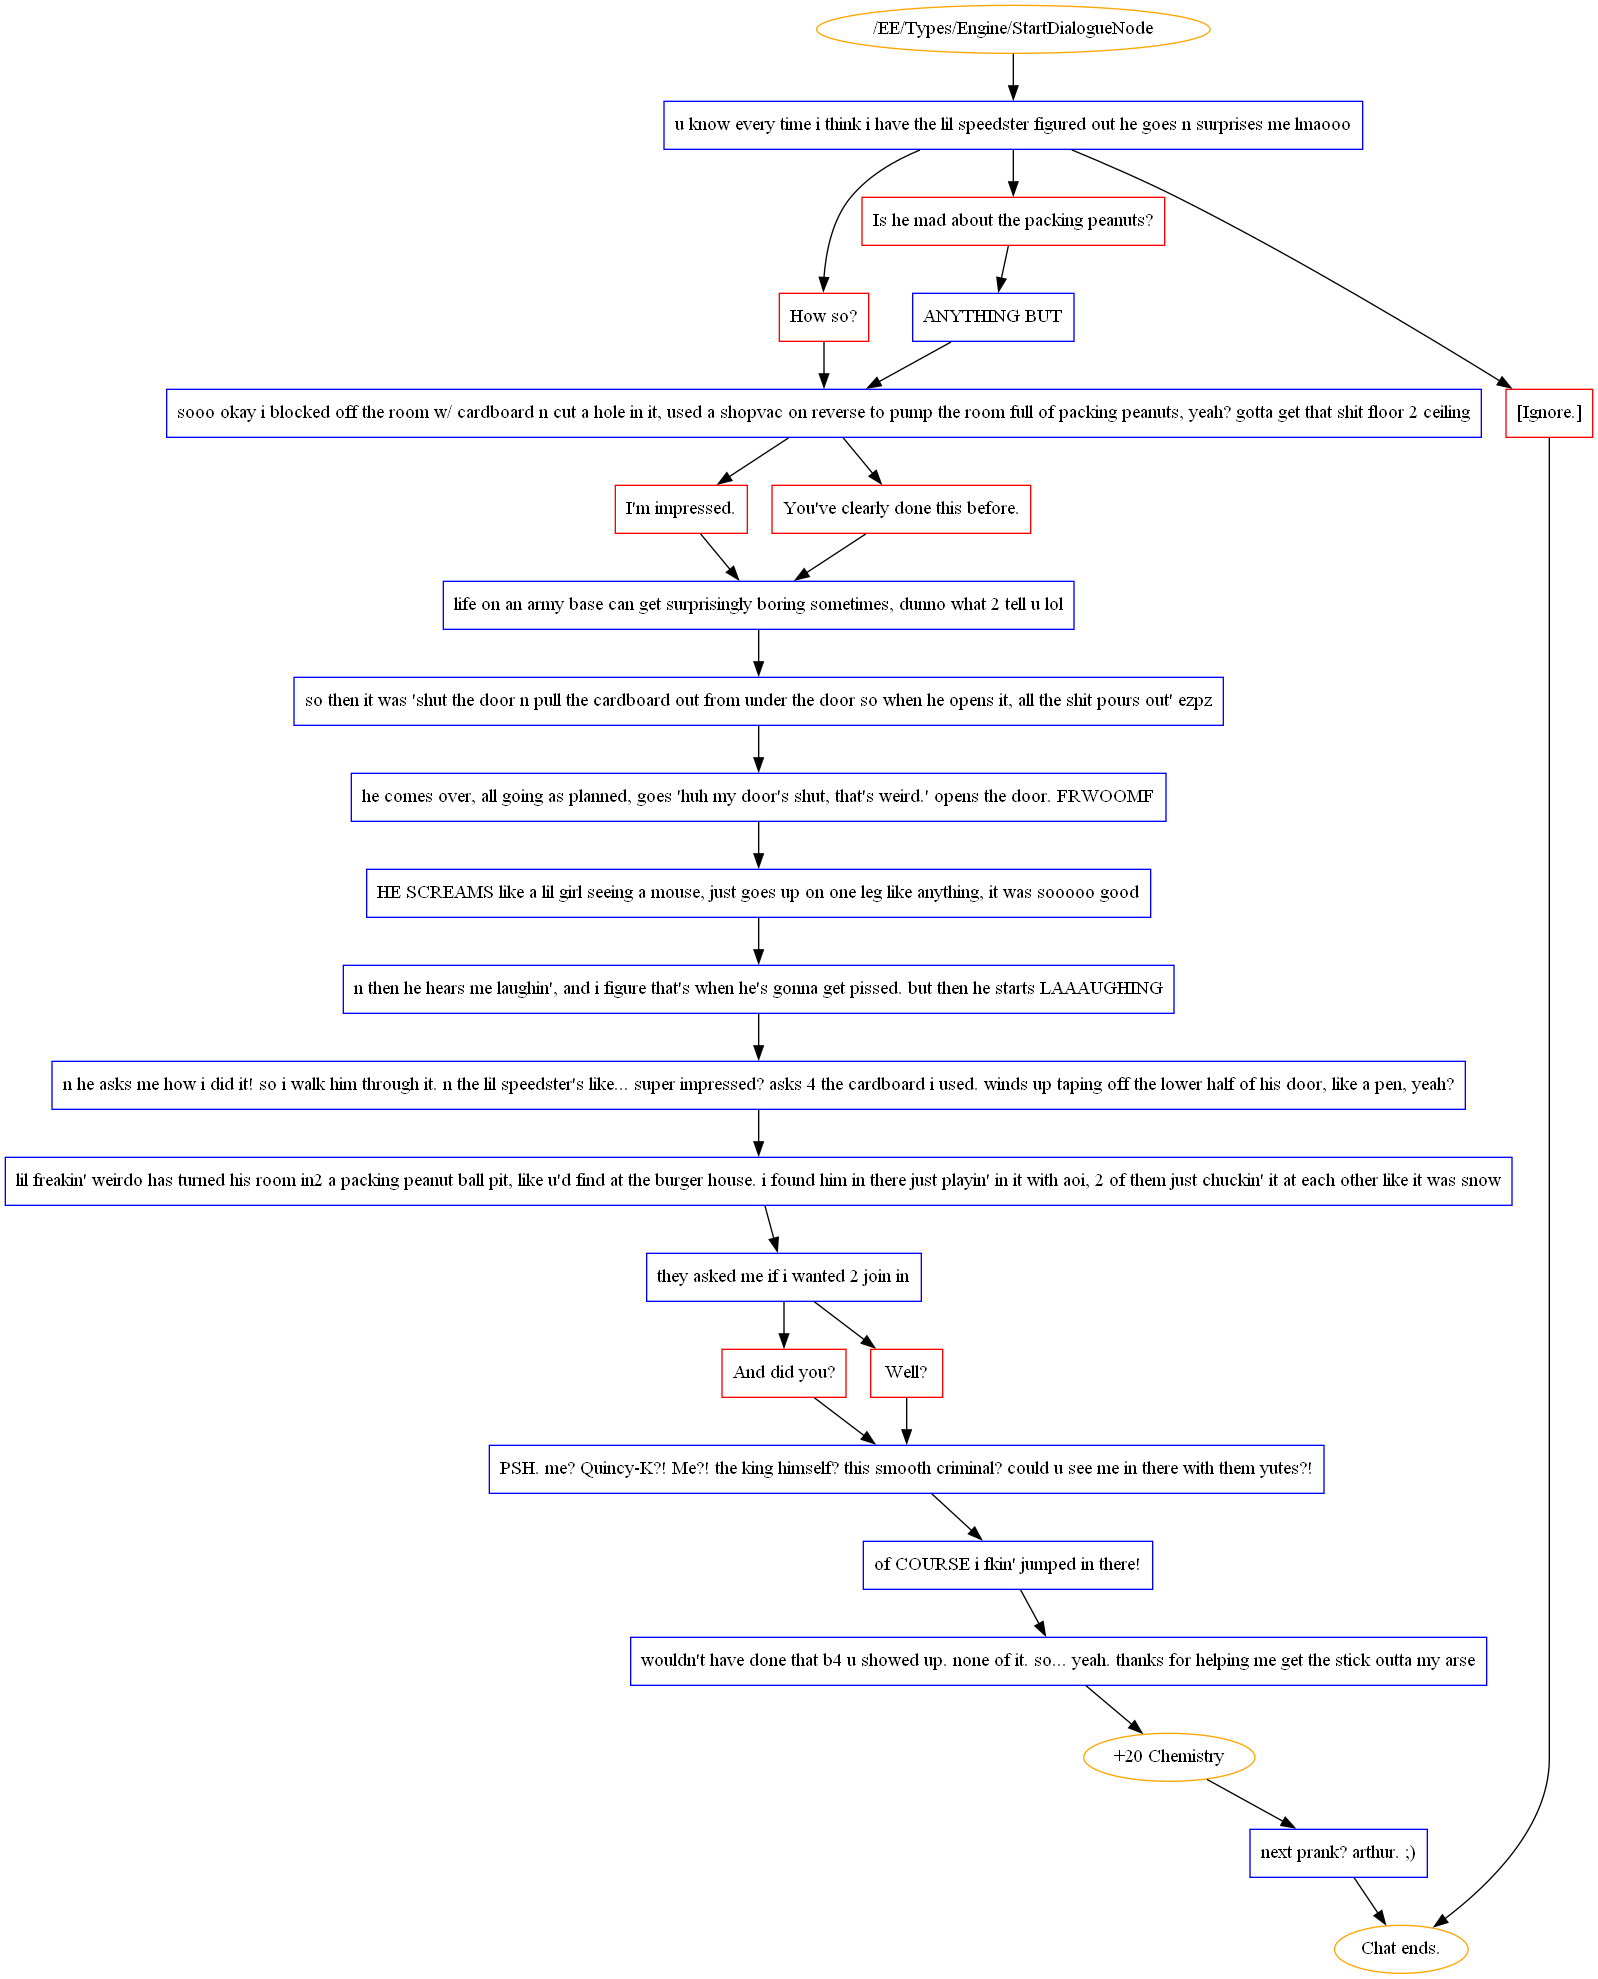 /EE/Types/Engine/StartDialogueNode
u know every time i think i have the lil speedster figured out he goes n surprises me lmaooo
Is he mad about the packing peanuts?
How so?
ANYTHING BUT
sooo okay i blocked off the room w/ cardboard n cut a hole in it, used a shopvac on reverse to pump the room full of packing peanuts, yeah? gotta get that shit floor 2 ceiling
[Ignore.]
I'm impressed.
You've clearly done this before.
life on an army base can get surprisingly boring sometimes, dunno what 2 tell u lol
so then it was 'shut the door n pull the cardboard out from under the door so when he opens it, all the shit pours out' ezpz
he comes over, all going as planned, goes 'huh my door's shut, that's weird.' opens the door. FRWOOMF
HE SCREAMS like a lil girl seeing a mouse, just goes up on one leg like anything, it was sooooo good
n then he hears me laughin', and i figure that's when he's gonna get pissed. but then he starts LAAAUGHING
n he asks me how i did it! so i walk him through it. n the lil speedster's like... super impressed? asks 4 the cardboard i used. winds up taping off the lower half of his door, like a pen, yeah?
lil freakin' weirdo has turned his room in2 a packing peanut ball pit, like u'd find at the burger house. i found him in there just playin' in it with aoi, 2 of them just chuckin' it at each other like it was snow
they asked me if i wanted 2 join in
And did you?
Well?
PSH. me? Quincy-K?! Me?! the king himself? this smooth criminal? could u see me in there with them yutes?!
of COURSE i fkin' jumped in there!
wouldn't have done that b4 u showed up. none of it. so... yeah. thanks for helping me get the stick outta my arse
+20 Chemistry
next prank? arthur. ;)
Chat ends.